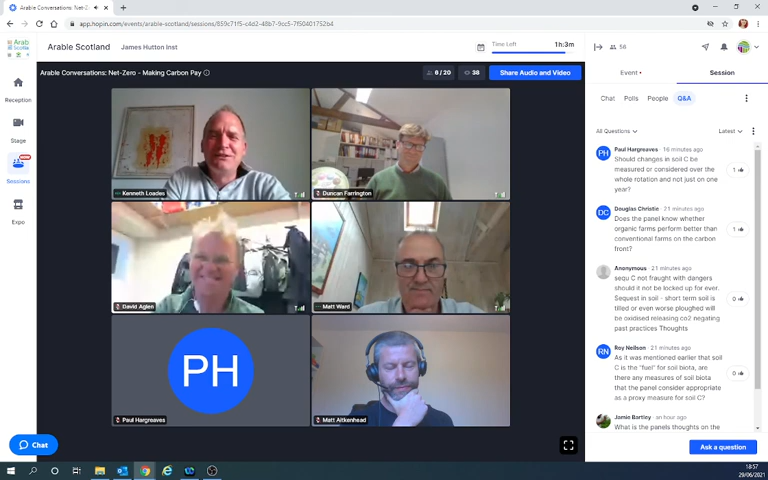 Arable Conversations: Net-Z
app.hopin.com/events/arable-scotland/sessions/859c71f5-c4d2-48b7-9cc5-7f50401752b4
Arable Scotland
James Hutton Inst
Time Left
1h:3m
56
Reception
Stage
Sessions
Expo
Arable Conversations: Net-Zero - Making Carbon Pay
6 / 20
38
Share Audio and Video
Kenneth Loades
Duncan Farrington
David Aglen
Matt Ward
PH
Paul Hargreaves
Matt Aitkenhead
Chat
Event
Session
Chat
Polls
People
Q&A
All Questions
Latest
PH
Paul Hargreaves · 16 minutes ago
Should changes in soil C be
measured or considered over
the whole rotation and not just on one
year?
1
DC
Douglas Christie · 21 minutes ago
Does the panel know whether
organic farms perform better than
conventional farms on the carbon
front?
1
Anonymous · 21 minutes ago
sequ C not fraught with dangers
should it not be locked up for ever.
Sequest in soil - short term soil is
tilled or even worse ploughed will
be oxidised releasing co2 negating
past practices Thoughts
0
RN
Roy Neilson · 21 minutes ago
As it was mentioned earlier that soil
C is the "fuel" for soil biota, are
there any measures of soil biota
that the panel consider appropriate
as a proxy measure for soil C?
0
Jamie Bartley · an hour ago
What is the panels thoughts on the
Ask a question
18:57
29/06/2021